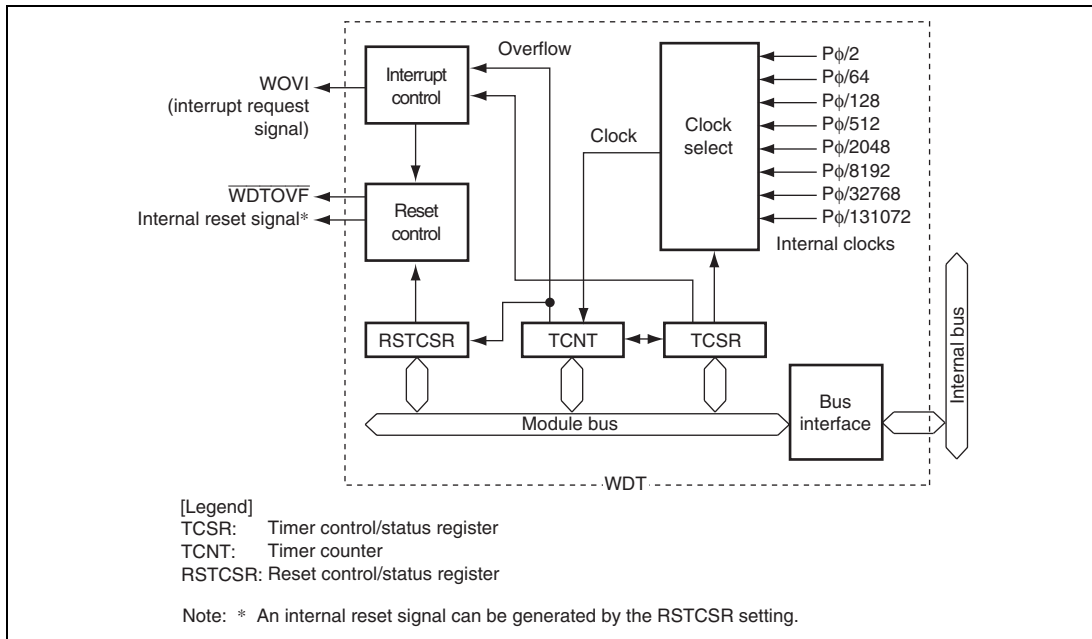 Overflow
Interrupt
control
WOVI
(interrupt request
signal)
Clock
Clock
select
Pϕ/2
Pϕ/64
Pϕ/128
Pϕ/512
Pϕ/2048
Pϕ/8192
Pϕ/32768
Pϕ/131072
Internal clocks
WDTOVF
Internal reset signal*
Reset
control
RSTCSR
TCNT
TCSR
Module bus
Bus
interface
Internal bus
WDT
[Legend]
TCSR: Timer control/status register
TCNT: Timer counter
RSTCSR: Reset control/status register
Note: * An internal reset signal can be generated by the RSTCSR setting.